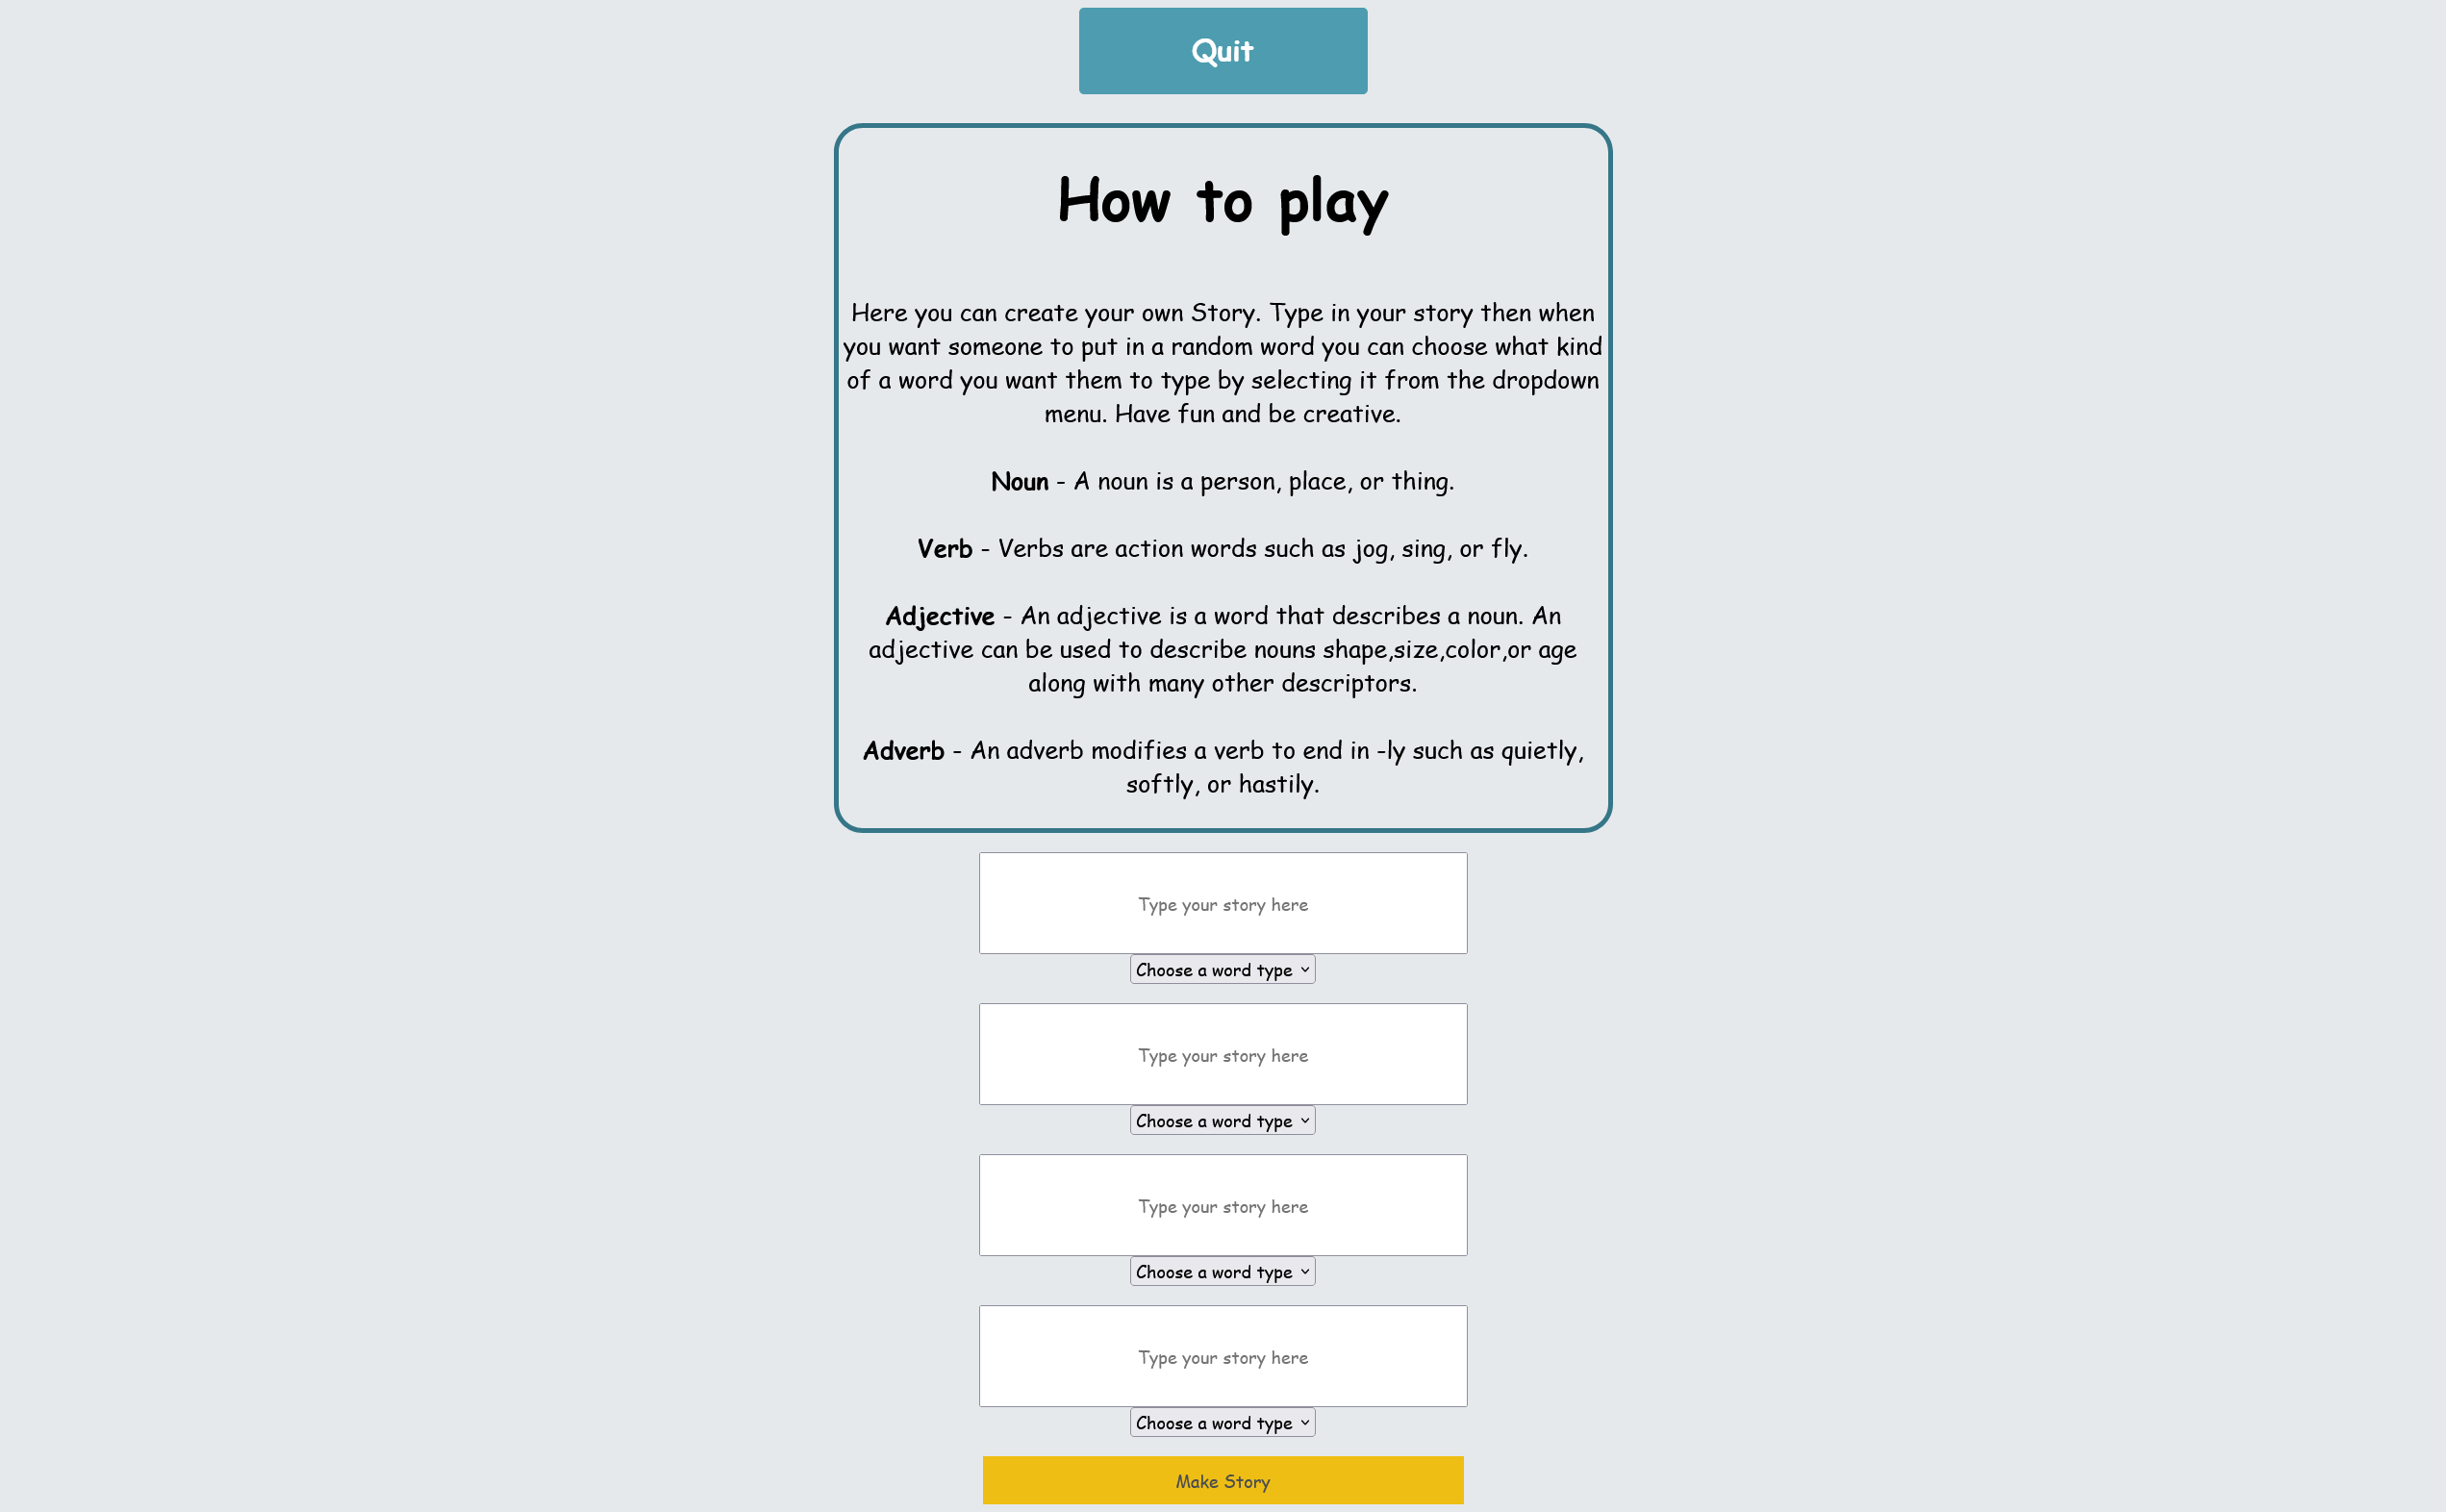 Quit
How to play
Here you can create your own Story. Type in your story then when
you want someone to put in a random word you can choose what kind
of a word you want them to type by selecting it from the dropdown
menu. Have fun and be creative.
Noun - A noun is a person, place, or thing.
Verb - Verbs are action words such as jog, sing, or fly.
Adjective - An adjective is a word that describes a noun. An
adjective can be used to describe nouns shape,size,color,or age
along with many other descriptors.
Adverb - An adverb modifies a verb to end in -ly such as quietly,
softly, or hastily.
Type your story here
Choose a word type
Type your story here
Choose a word type
Type your story here
Choose a word type
Type your story here
Choose a word type
Make Story